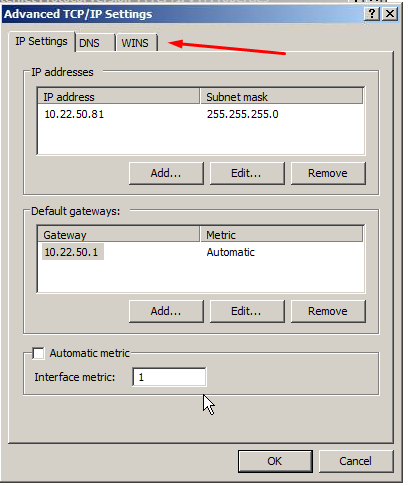 Advanced TCP/IP Settings
IP Settings DNS WINS
IP addresses
IP address Subnet mask
10.22.50.81 255.255.255.0
Add... Edit... Remove
Default gateways:
Gateway Metric
10.22.50.1 Automatic
Add... Edit... Remove
Automatic metric
Interface metric: 1
OK Cancel